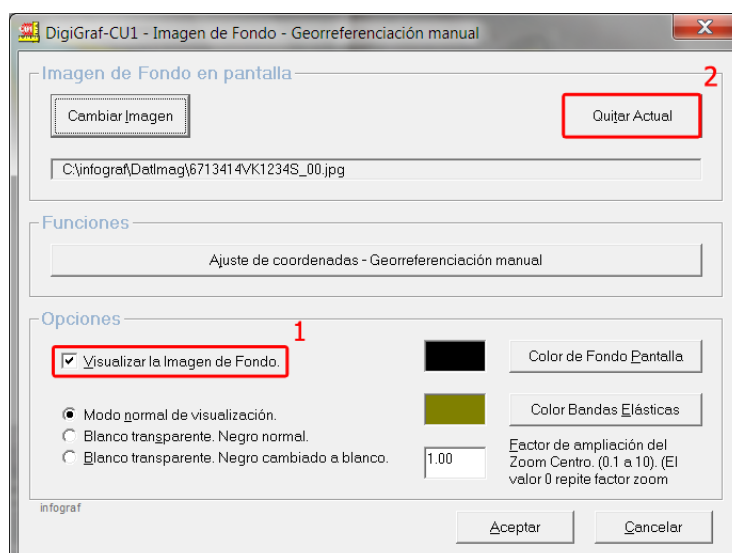 DigiGraf-CU1 - Imagen de Fondo - Georreferenciación manual
Imagen de Fondo en pantalla
2
Cambiar Imagen
Quitar Actual
C:\infograf\DatImag\6713414VK1234S_00.jpg
Funciones
Ajuste de coordenadas - Georreferenciación manual
Opciones
1
Visualizar la Imagen de Fondo.
Color de Fondo Pantalla
Modo normal de visualización.
Color Bandas Elásticas
Blanco transparente. Negro normal.
Blanco transparente. Negro cambiado a blanco.
1.00
Factor de ampliación del
Zoom Centro. (0.1 a 10). (El
valor 0 repite factor zoom
infograf
Aceptar
Cancelar